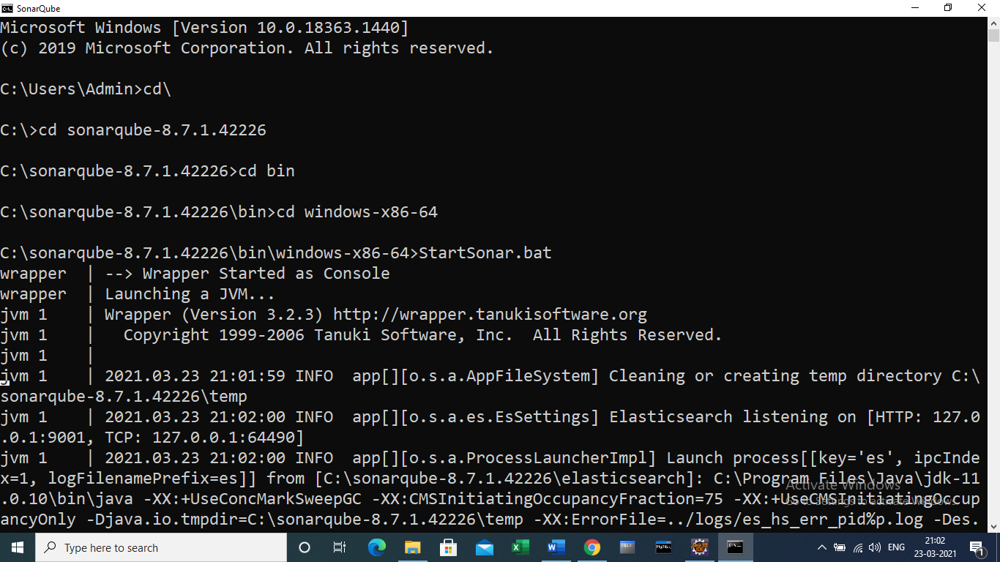 SonarQube
Microsoft Windows [Version 10.0.18363.1440]
(c) 2019 Microsoft Corporation. All rights reserved.
C:\Users\Admin>cd\
C:\>cd sonarqube-8.7.1.42226
C:\sonarqube-8.7.1.42226>cd bin
C:\sonarqube-8.7.1.42226\bin>cd windows-x86-64
C:\sonarqube-8.7.1.42226\bin\windows-x86-64>StartSonar.bat
wrapper  | --> Wrapper Started as Console
wrapper  | Launching a JVM...
jvm 1    | Wrapper (Version 3.2.3) http://wrapper.tanukisoftware.org
jvm 1    |   Copyright 1999-2006 Tanuki Software, Inc.  All Rights Reserved.
jvm 1    |
jvm 1    | 2021.03.23 21:01:59 INFO  app[][o.s.a.AppFileSystem] Cleaning or creating temp directory C:\
sonarqube-8.7.1.42226\temp
jvm 1    | 2021.03.23 21:02:00 INFO  app[][o.s.a.es.EsSettings] Elasticsearch listening on [HTTP: 127.0
.0.1:9001, TCP: 127.0.0.1:64490]
jvm 1    | 2021.03.23 21:02:00 INFO  app[][o.s.a.ProcessLauncherImpl] Launch process[[key='es', ipcInde
x=1, logFilenamePrefix=es]] from [C:\sonarqube-8.7.1.42226\elasticsearch]: C:\Program Files\Java\jdk-11
.0.10\bin\java -XX:+UseConcMarkSweepGC -XX:CMSInitiatingOccupancyFraction=75 -XX:+UseCMSInitiatingOccup
ancyOnly -Djava.io.tmpdir=C:\sonarqube-8.7.1.42226\temp -XX:ErrorFile=../logs/es_hs_err_pid%p.log -Des.
Activate Windows
Go to Settings to activate Windows.
Type here to search
ENG
21:02
23-03-2021
1